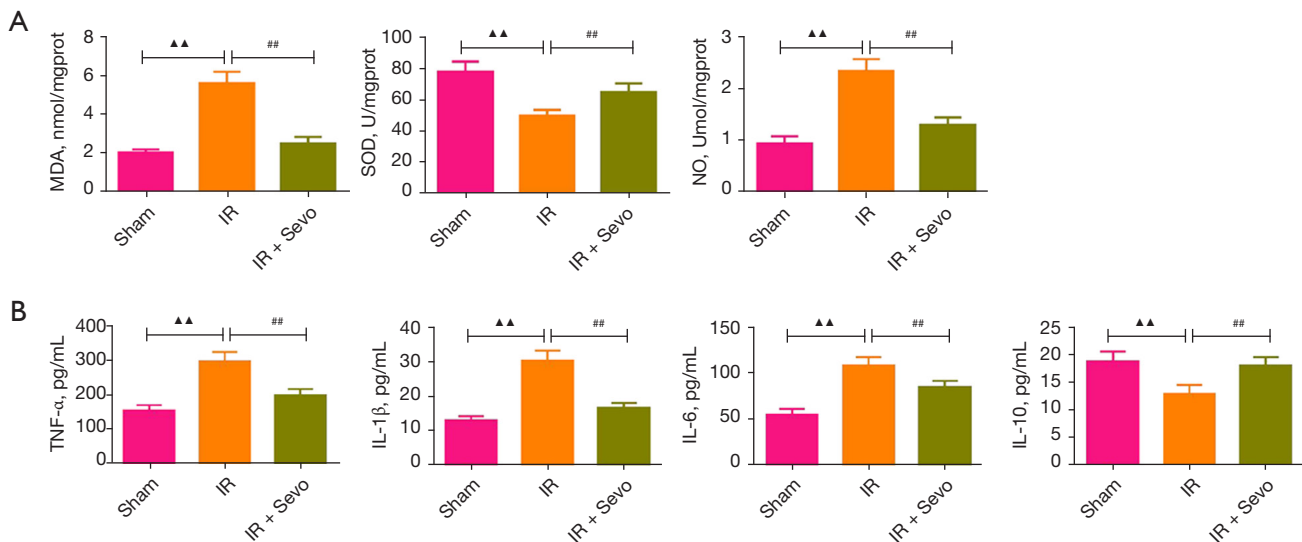 A
MDA, nmol/mgprot
8
6
4
2
0
▲▲
##
Sham
IR
IR + Sevo
SOD, U/mgprot
100
80
60
40
20
0
▲▲
##
Sham
IR
IR + Sevo
NO, Umol/mgprot
3
2
1
0
▲▲
##
Sham
IR
IR + Sevo
B
TNF-α, pg/mL
400
300
200
100
0
▲▲
##
Sham
IR
IR + Sevo
IL-1β, pg/mL
40
30
20
10
0
▲▲
##
Sham
IR
IR + Sevo
IL-6, pg/mL
150
100
50
0
▲▲
##
Sham
IR
IR + Sevo
IL-10, pg/mL
25
20
15
10
5
0
▲▲
##
Sham
IR
IR + Sevo